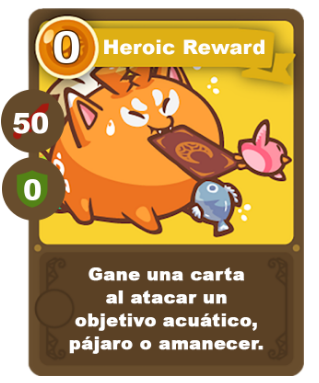 0 Heroic Reward
50
0
Gane una carta
al atacar un
objetivo acuático,
pájaro o amanecer.